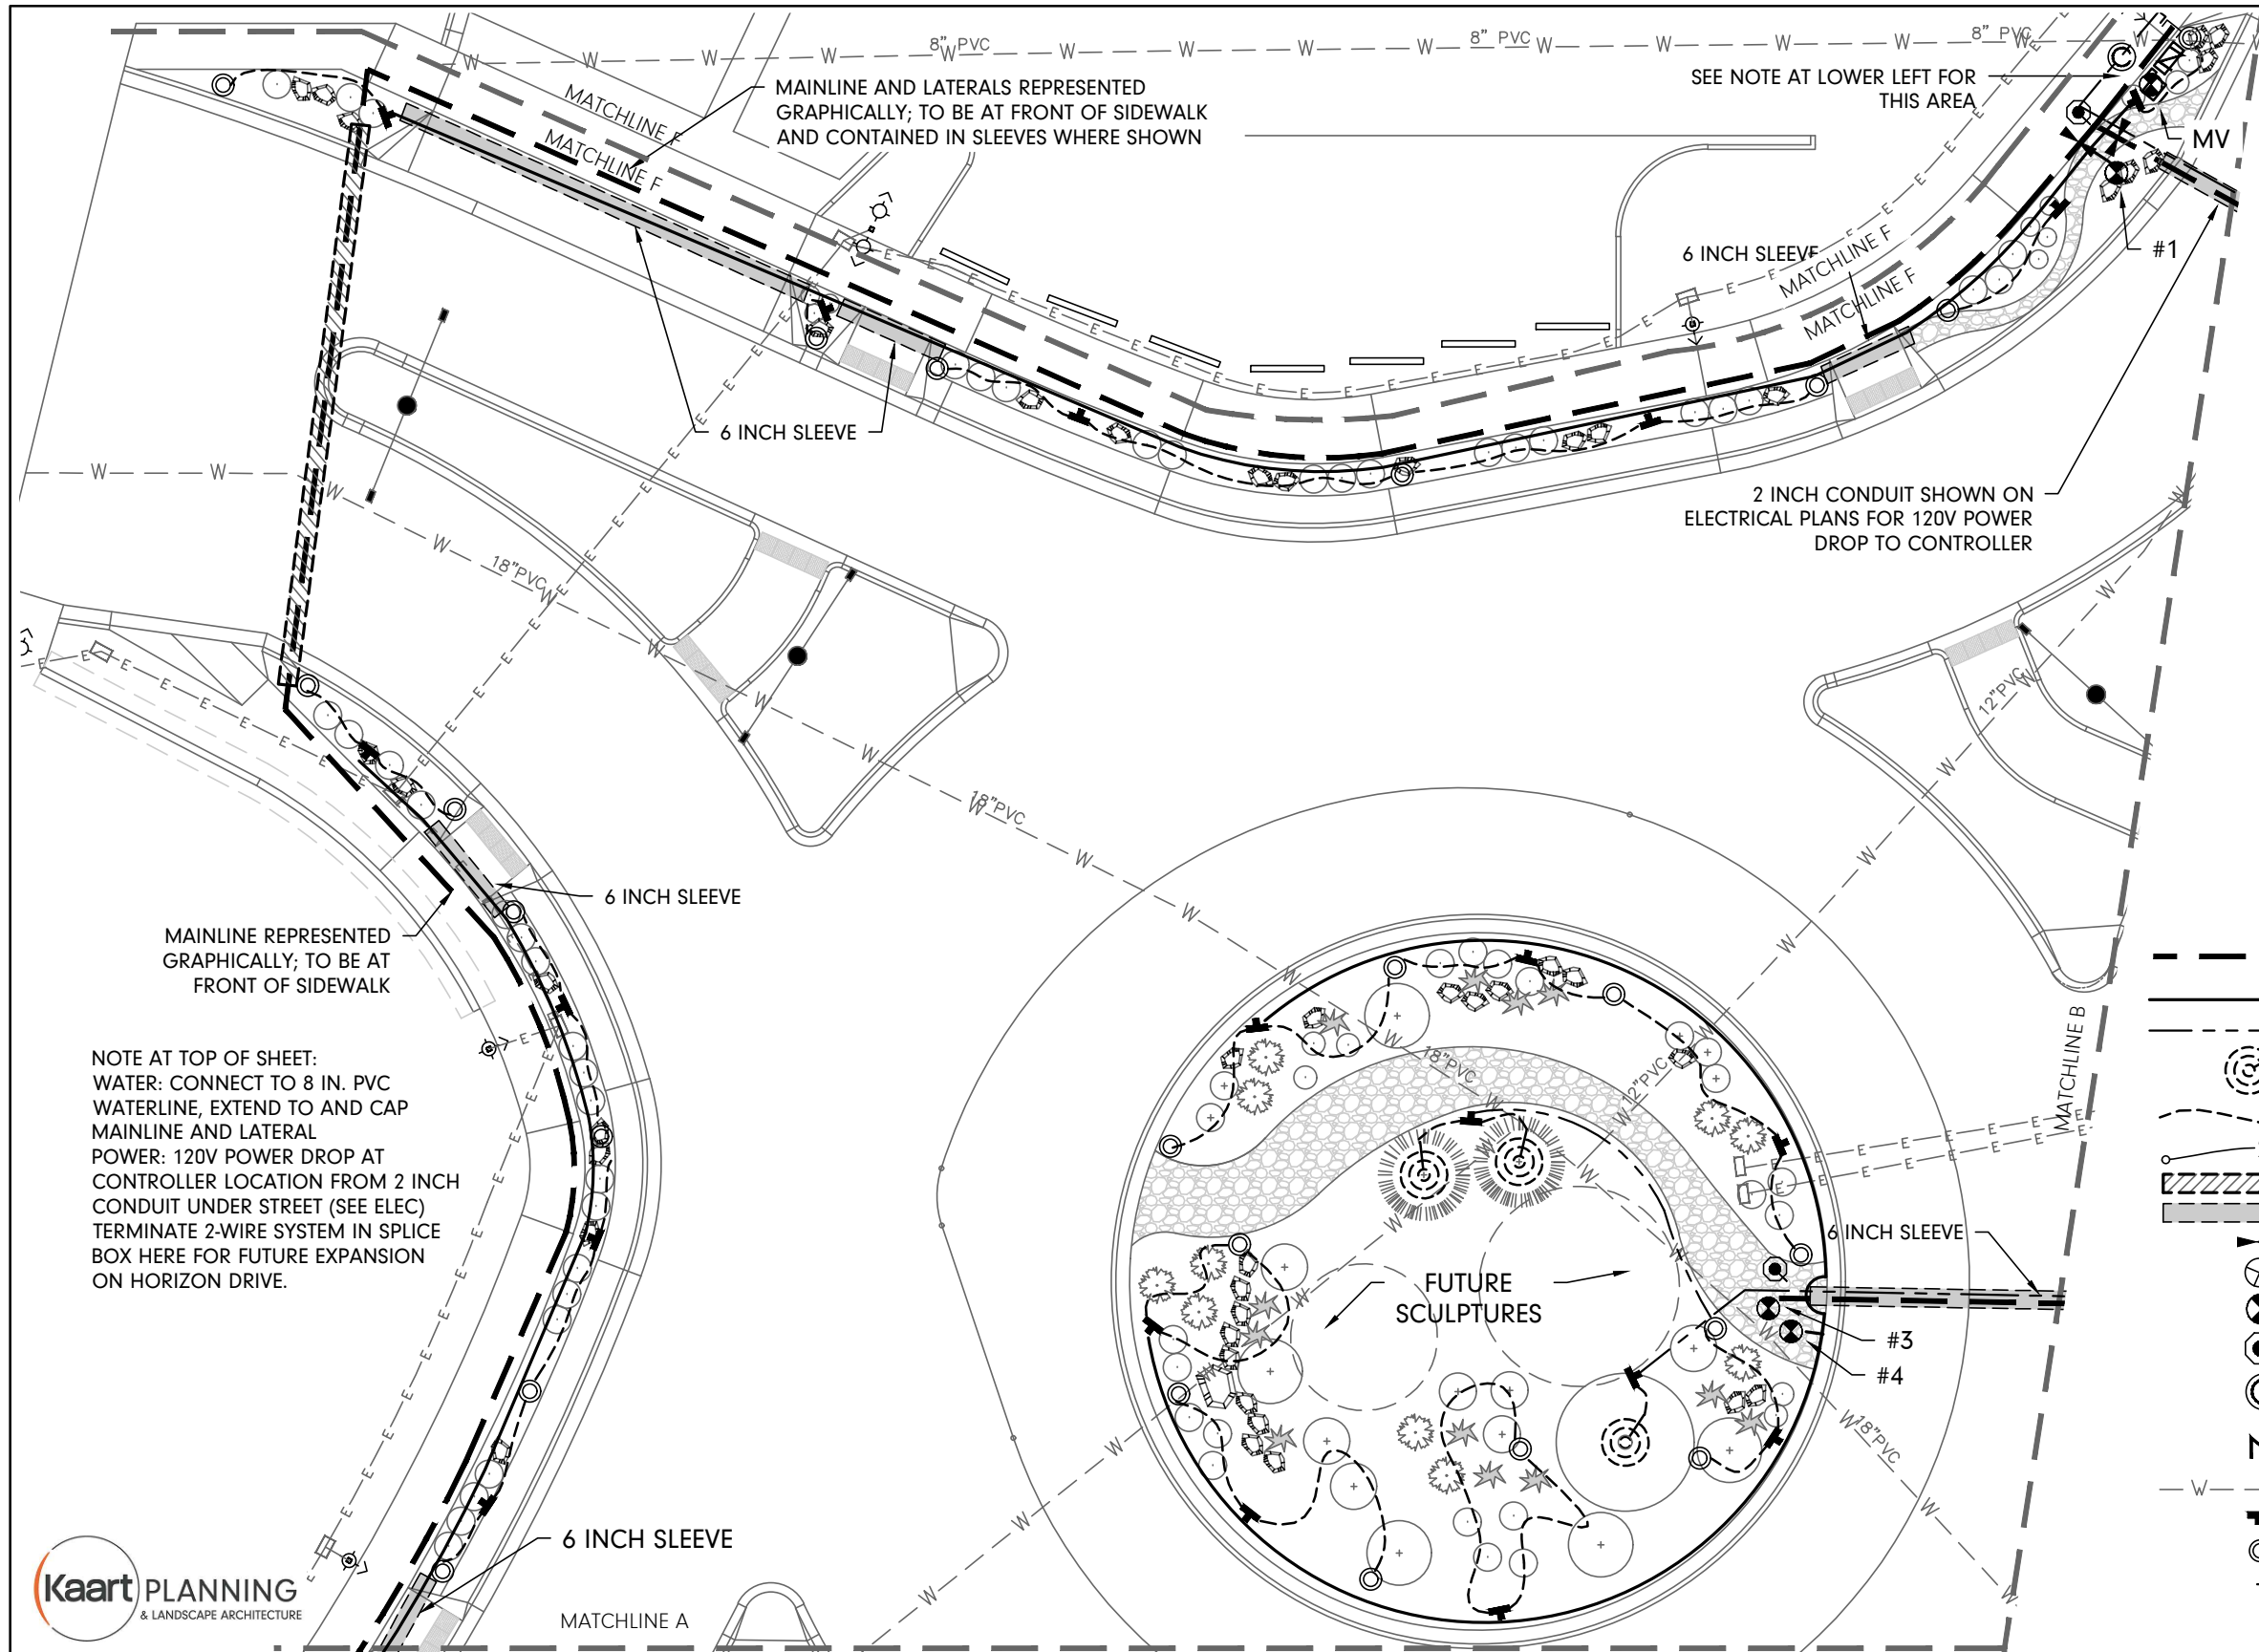 8" PVC
8" PVC
8" PVC
MATCHLINE F
MATCHLINE F
MAINLINE AND LATERALS REPRESENTED
GRAPHICALLY; TO BE AT FRONT OF SIDEWALK
AND CONTAINED IN SLEEVES WHERE SHOWN
SEE NOTE AT LOWER LEFT FOR
THIS AREA
MV
#1
6 INCH SLEEVE
MATCHLINE F
MATCHLINE F
6 INCH SLEEVE
2 INCH CONDUIT SHOWN ON
ELECTRICAL PLANS FOR 120V POWER
DROP TO CONTROLLER
18"PVC
12"PVC
18"PVC
6 INCH SLEEVE
MAINLINE REPRESENTED
GRAPHICALLY; TO BE AT
FRONT OF SIDEWALK
NOTE AT TOP OF SHEET:
WATER: CONNECT TO 8 IN. PVC
WATERLINE, EXTEND TO AND CAP
MAINLINE AND LATERAL
POWER: 120V POWER DROP AT
CONTROLLER LOCATION FROM 2 INCH
CONDUIT UNDER STREET (SEE ELEC)
TERMINATE 2-WIRE SYSTEM IN SPLICE
BOX HERE FOR FUTURE EXPANSION
ON HORIZON DRIVE.
MATCHLINE B
18"PVC
12"PVC
6 INCH SLEEVE
FUTURE
SCULPTURES
#3
#4
18"PVC
6 INCH SLEEVE
Kaart PLANNING
& LANDSCAPE ARCHITECTURE
MATCHLINE A